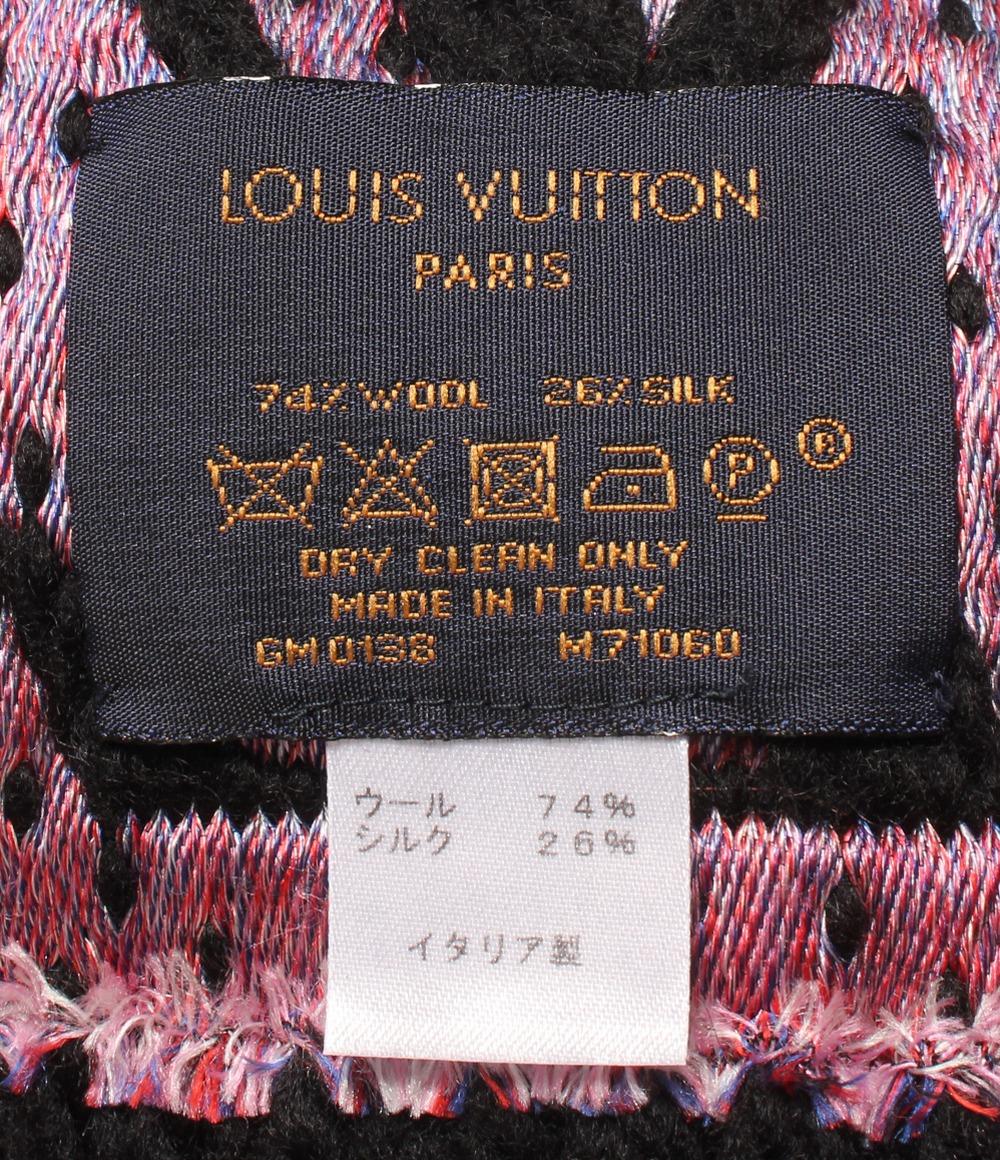 LOUIS VUITTON
PARIS
74% WOOL 26% SILK
P ®
DRY CLEAN ONLY
MADE IN ITALY
GM0138 M71060
ウール 74%
シルク 26%
イタリア製